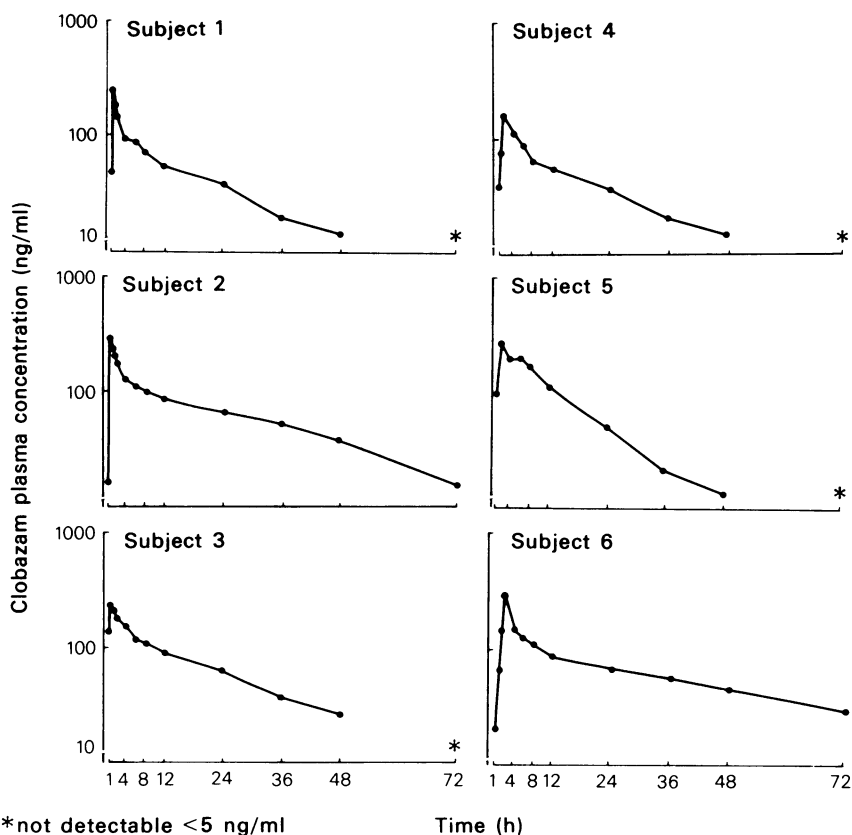 Clobazam plasma concentration (ng/ml)
1000
100
10
Subject 1
*
Subject 4
*
1000
100
Subject 2
Subject 5
*
1000
100
10
Subject 3
*
Subject 6
1 4 8 12 24 36 48 72
1 4 8 12 24 36 48 72
*not detectable <5 ng/ml
Time (h)